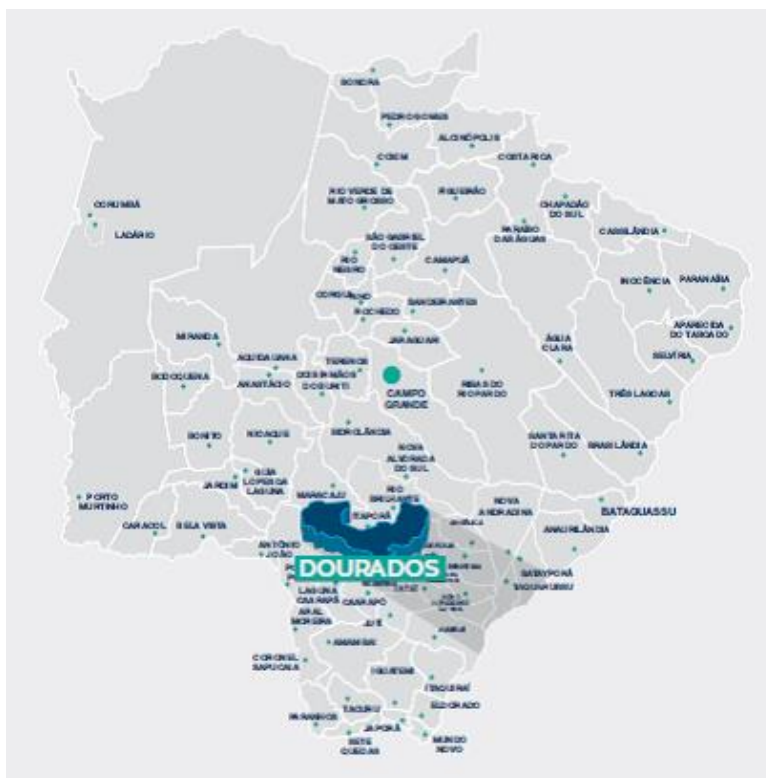 SONORA
PEDRO GOMES
ALCINÓPOLIS
COXIM
COSTA RICA
RIO VERDE DE
MATO GROSSO
FIGUEIRÃO
CHAPADÃO
DO SUL
CORUMBÁ
LADÁRIO
SÃO GABRIEL
DO OESTE
PARAÍSO
DAS ÁGUAS
CASSILÂNDIA
RIO
NEGRO
CAMAPUÃ
INOCÊNCIA
PARANAÍBA
BANDEIRANTES
ROCHEDO
APARECIDA
DO TABOADO
MIRANDA
JARAGUARI
ÁGUA
CLARA
AQUIDAUANA
TERENOS
SELVÍRIA
BODOQUENA
ANASTÁCIO
DOIS IRMÃOS
DO BURITI
CAMPO
GRANDE
RIBAS DO
RIO PARDO
TRÊS LAGOAS
SIDROLÂNDIA
BONITO
NIOAQUE
NOVA
ALVORADA
DO SUL
SANTA RITA
DO PARDO
BRASILÂNDIA
JARDIM
GUIA
LOPES DA
LAGUNA
MARACAJU
RIO
BRILHANTE
PORTO
MURTINHO
NOVA
ANDRADINA
BATAGUASSU
CARACOL
BELA VISTA
ITAPORÃ
ANAURILÂNDIA
ANTÔNIO
JOÃO
DOURADOS
BATAYPORÃ
TAQUARUSSU
LAGUNA
CAARAPÃ
CAARAPÓ
ARAL
MOREIRA
JUTÍ
AMAMBAI
CORONEL
SAPUCAIA
IGUATEMI
ITAQUIRAÍ
TACURU
ELDORADO
PARANHOS
JAPORÃ
SETE
QUEDAS
MUNDO
NOVO